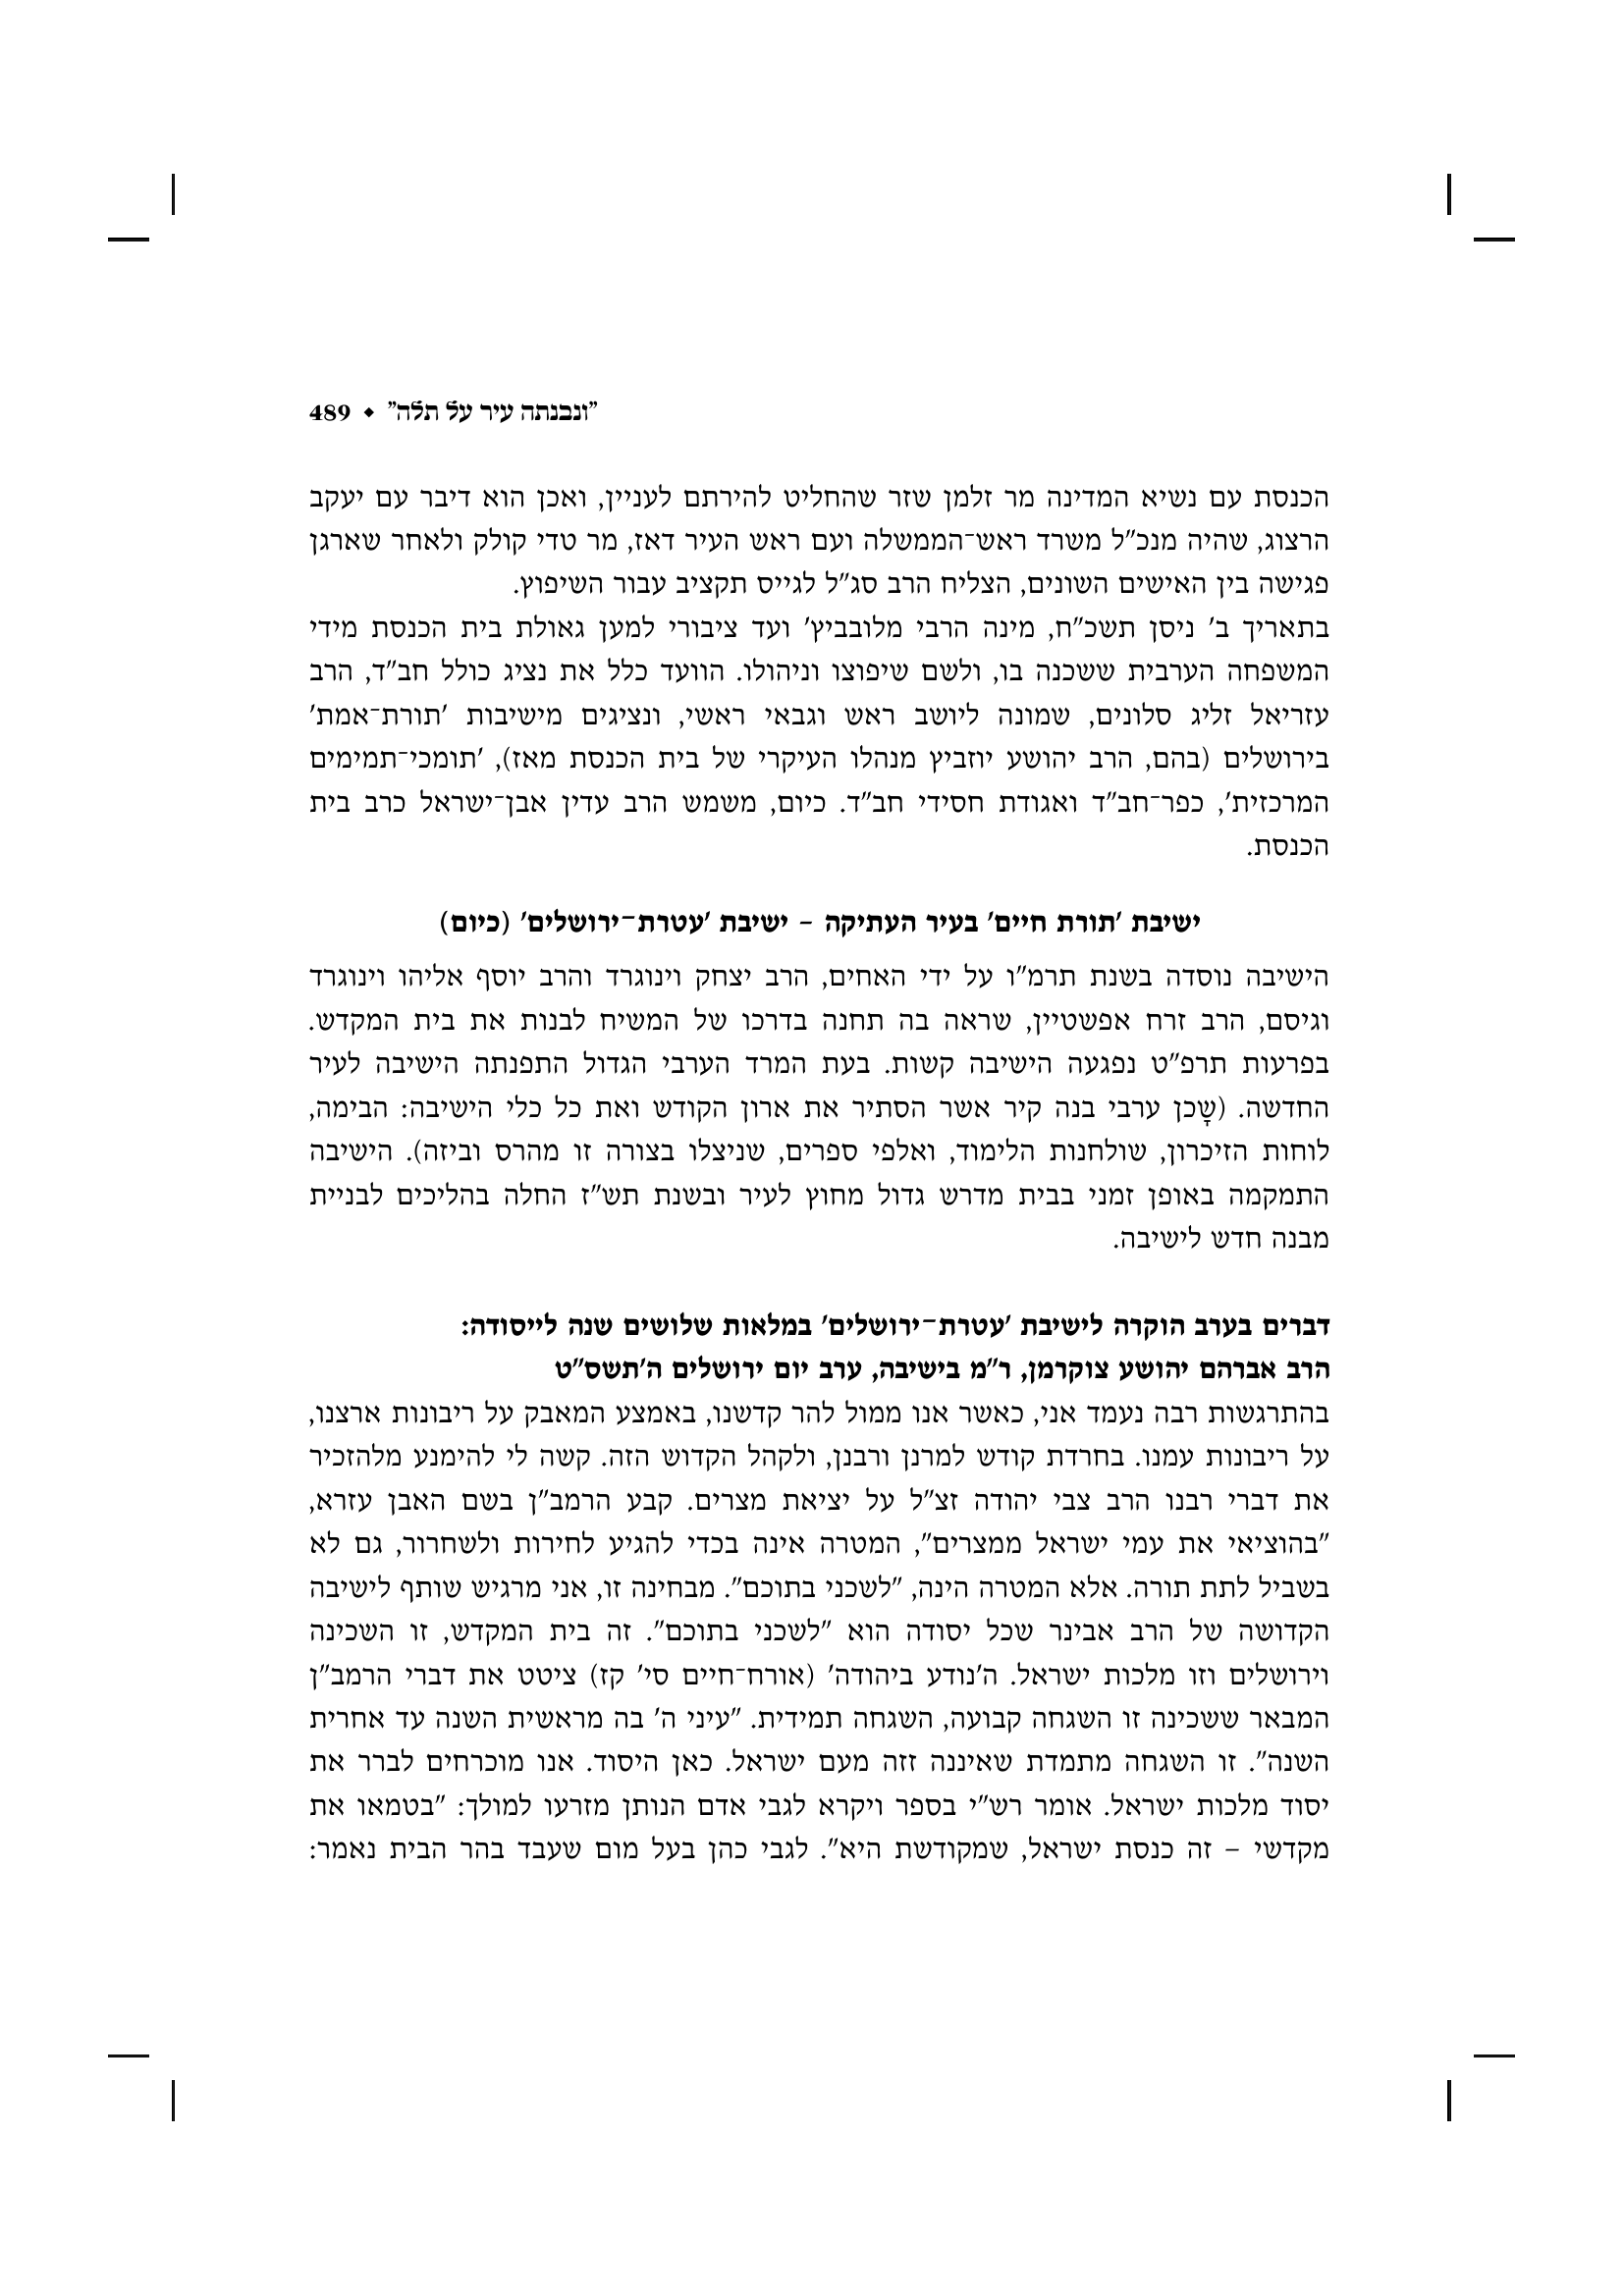 "ונבנתה עיר על תלה" ◆ 489
הכנסת עם נשיא המדינה מר זלמן שזר שהחליט להירתם לעניין, ואכן הוא דיבר עם יעקב
הרצוג, שהיה מנכ"ל משרד ראש־הממשלה ועם ראש העיר דאז, מר טדי קולק ולאחר שארגן
פגישה בין האישים השונים, הצליח הרב סג"ל לגייס תקציב עבור השיפוץ.
בתאריך ב' ניסן תשכ"ח, מינה הרבי מלובביץ' ועד ציבורי למען גאולת בית הכנסת מידי
המשפחה הערבית ששכנה בו, ולשם שיפוצו וניהולו. הוועד כלל את נציג כולל חב"ד, הרב
עזריאל זליג סלונים, שמונה ליושב ראש וגבאי ראשי, ונציגים מישיבות 'תורת־אמת'
בירושלים (בהם, הרב יהושע יוזביץ מנהלו העיקרי של בית הכנסת מאז), 'תומכי־תמימים
המרכזית', כפר־חב"ד ואגודת חסידי חב"ד. כיום, משמש הרב עדין אבן־ישראל כרב בית
הכנסת.
ישיבת 'תורת חיים' בעיר העתיקה – ישיבת 'עטרת־ירושלים' (כיום)
הישיבה נוסדה בשנת תרמ"ו על ידי האחים, הרב יצחק וינוגרד והרב יוסף אליהו וינוגרד
וגיסם, הרב זרח אפשטיין, שראה בה תחנה בדרכו של המשיח לבנות את בית המקדש.
בפרעות תרפ"ט נפגעה הישיבה קשות. בעת המרד הערבי הגדול התפנתה הישיבה לעיר
החדשה. (שָכן ערבי בנה קיר אשר הסתיר את ארון הקודש ואת כל כלי הישיבה: הבימה,
לוחות הזיכרון, שולחנות הלימוד, ואלפי ספרים, שניצלו בצורה זו מהרס וביזה). הישיבה
התמקמה באופן זמני בבית מדרש גדול מחוץ לעיר ובשנת תש"ז החלה בהליכים לבניית
מבנה חדש לישיבה.
דברים בערב הוקרה לישיבת 'עטרת־ירושלים' במלאות שלושים שנה לייסודה:
הרב אברהם יהושע צוקרמן, ר"מ בישיבה, ערב יום ירושלים ה'תשס"ט
בהתרגשות רבה נעמד אני, כאשר אנו ממול להר קדשנו, באמצע המאבק על ריבונות ארצנו,
על ריבונות עמנו. בחרדת קודש למרנן ורבנן, ולקהל הקדוש הזה. קשה לי להימנע מלהזכיר
את דברי רבנו הרב צבי יהודה זצ"ל על יציאת מצרים. קבע הרמב"ן בשם האבן עזרא,
"בהוציאי את עמי ישראל ממצרים", המטרה אינה בכדי להגיע לחירות ולשחרור, גם לא
בשביל לתת תורה. אלא המטרה הינה, "לשכני בתוכם". מבחינה זו, אני מרגיש שותף לישיבה
הקדושה של הרב אבינר שכל יסודה הוא "לשכני בתוכם". זה בית המקדש, זו השכינה
וירושלים וזו מלכות ישראל. ה'נודע ביהודה' (אורח־חיים סי' קז) ציטט את דברי הרמב"ן
המבאר ששכינה זו השגחה קבועה, השגחה תמידית. "עיני ה' בה מראשית השנה עד אחרית
השנה". זו השגחה מתמדת שאיננה זזה מעם ישראל. כאן היסוד. אנו מוכרחים לברר את
יסוד מלכות ישראל. אומר רש"י בספר ויקרא לגבי אדם הנותן מזרעו למולך: "בטמאו את
מקדשי – זה כנסת ישראל, שמקודשת היא". לגבי כהן בעל מום שעבד בהר הבית נאמר: